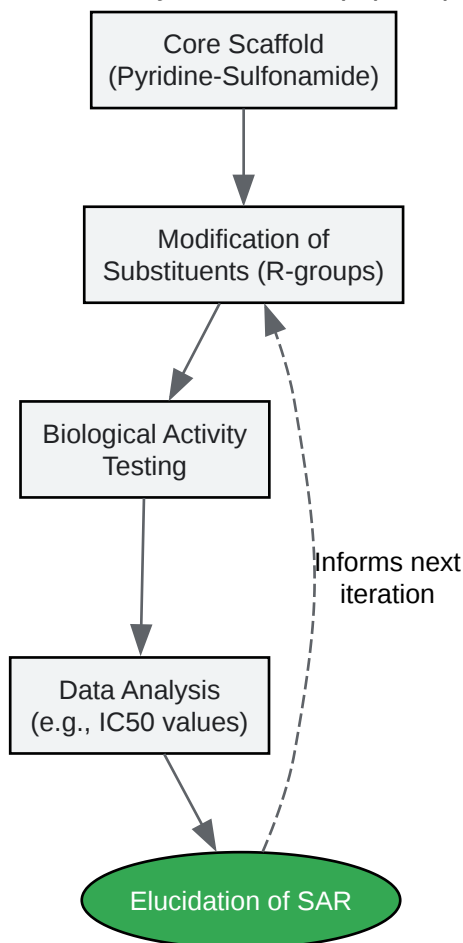 Core Scaffold
(Pyridine-Sulfonamide)
Modification of
Substituents (R-groups)
Biological Activity
Testing
Informs next
iteration
Data Analysis
(e.g., IC50 values)
Elucidation of SAR